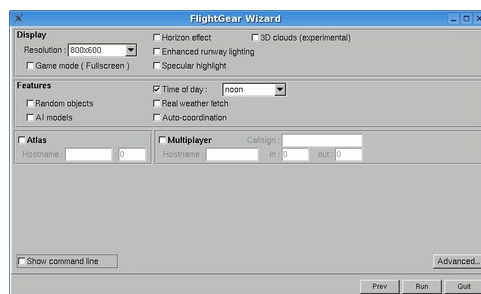 FlightGear Wizard
Display
Horizon effect
3D clouds (experimental)
Resolution : 800x600
Enhanced runway lighting
Game mode ( Fullscreen )
Specular highlight
Features
Time of day : noon
Random objects
Real weather fetch
AI models
Auto-coordination
Atlas
Hostname : : 0
Multiplayer
Callsign :
Hostname : in : 0 out : 0
Show command line
Advanced...
Prev
Run
Quit